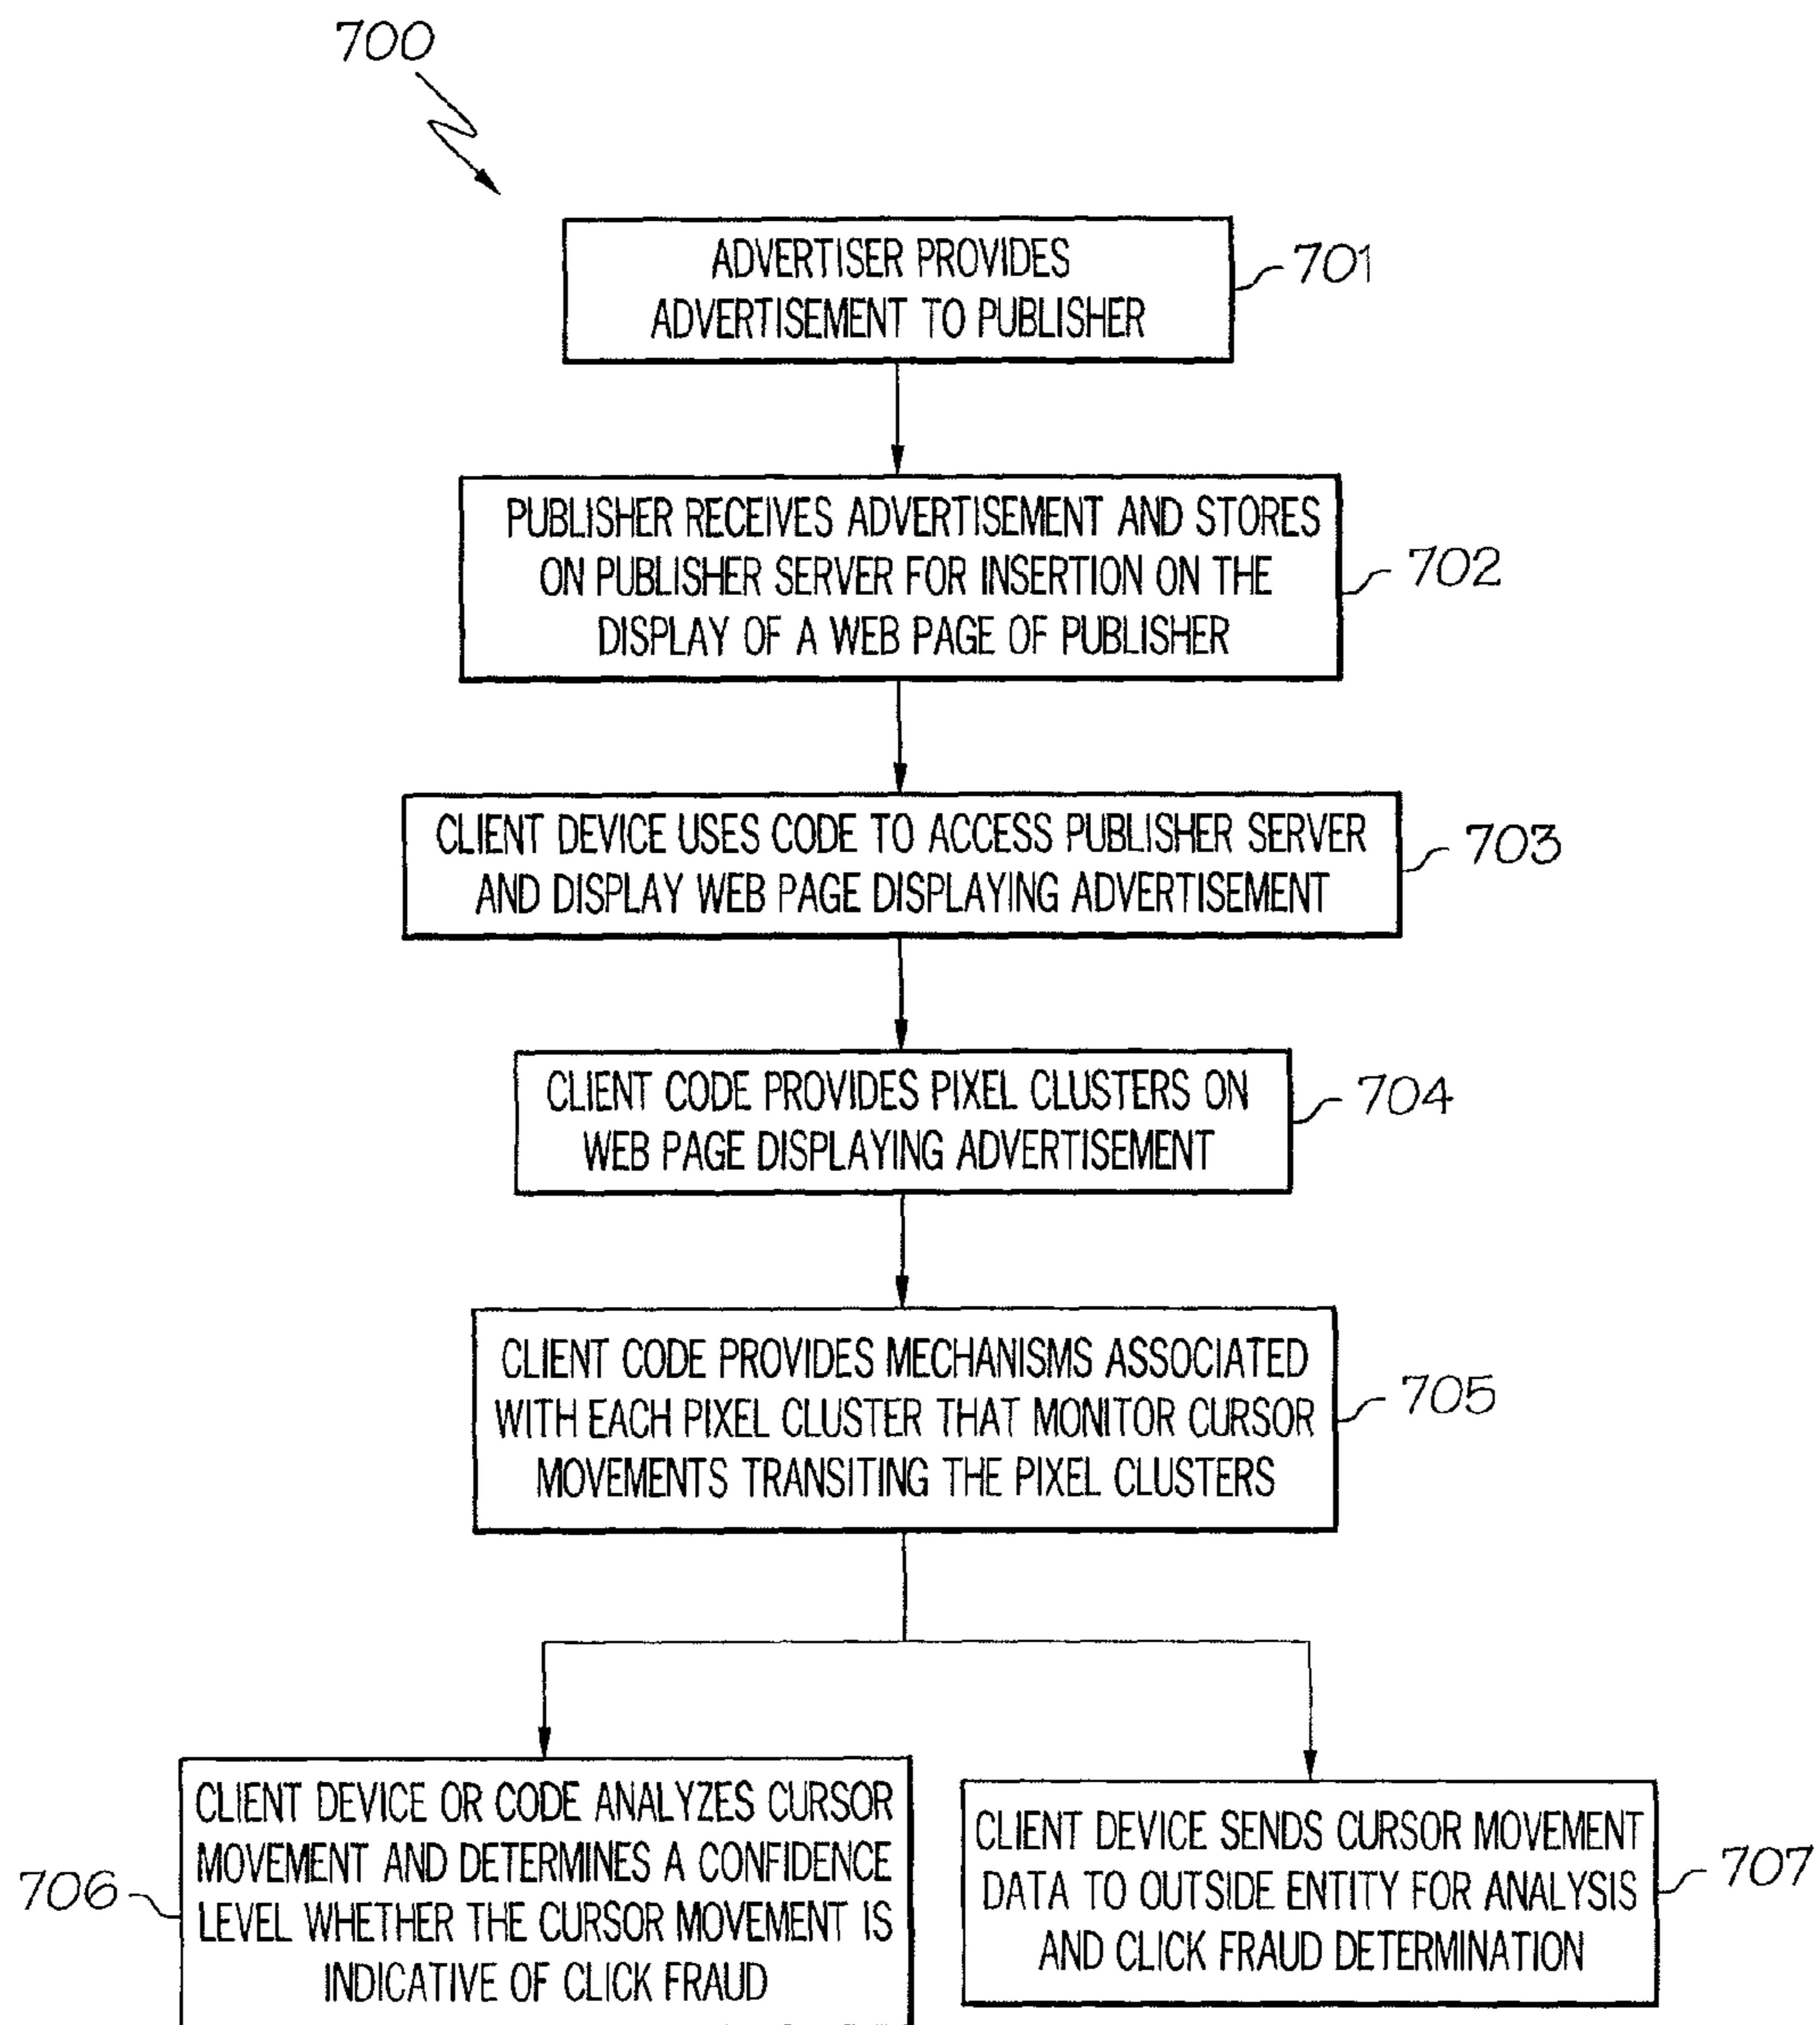 700
ADVERTISER PROVIDES
ADVERTISEMENT TO PUBLISHER
701
PUBLISHER RECEIVES ADVERTISEMENT AND STORES
ON PUBLISHER SERVER FOR INSERTION ON THE
DISPLAY OF A WEB PAGE OF PUBLISHER
702
CLIENT DEVICE USES CODE TO ACCESS PUBLISHER SERVER
AND DISPLAY WEB PAGE DISPLAYING ADVERTISEMENT
703
CLIENT CODE PROVIDES PIXEL CLUSTERS ON
WEB PAGE DISPLAYING ADVERTISEMENT
704
CLIENT CODE PROVIDES MECHANISMS ASSOCIATED
WITH EACH PIXEL CLUSTER THAT MONITOR CURSOR
MOVEMENTS TRANSITING THE PIXEL CLUSTERS
705
CLIENT DEVICE OR CODE ANALYZES CURSOR
MOVEMENT AND DETERMINES A CONFIDENCE
LEVEL WHETHER THE CURSOR MOVEMENT IS
INDICATIVE OF CLICK FRAUD
706
CLIENT DEVICE SENDS CURSOR MOVEMENT
DATA TO OUTSIDE ENTITY FOR ANALYSIS
AND CLICK FRAUD DETERMINATION
707